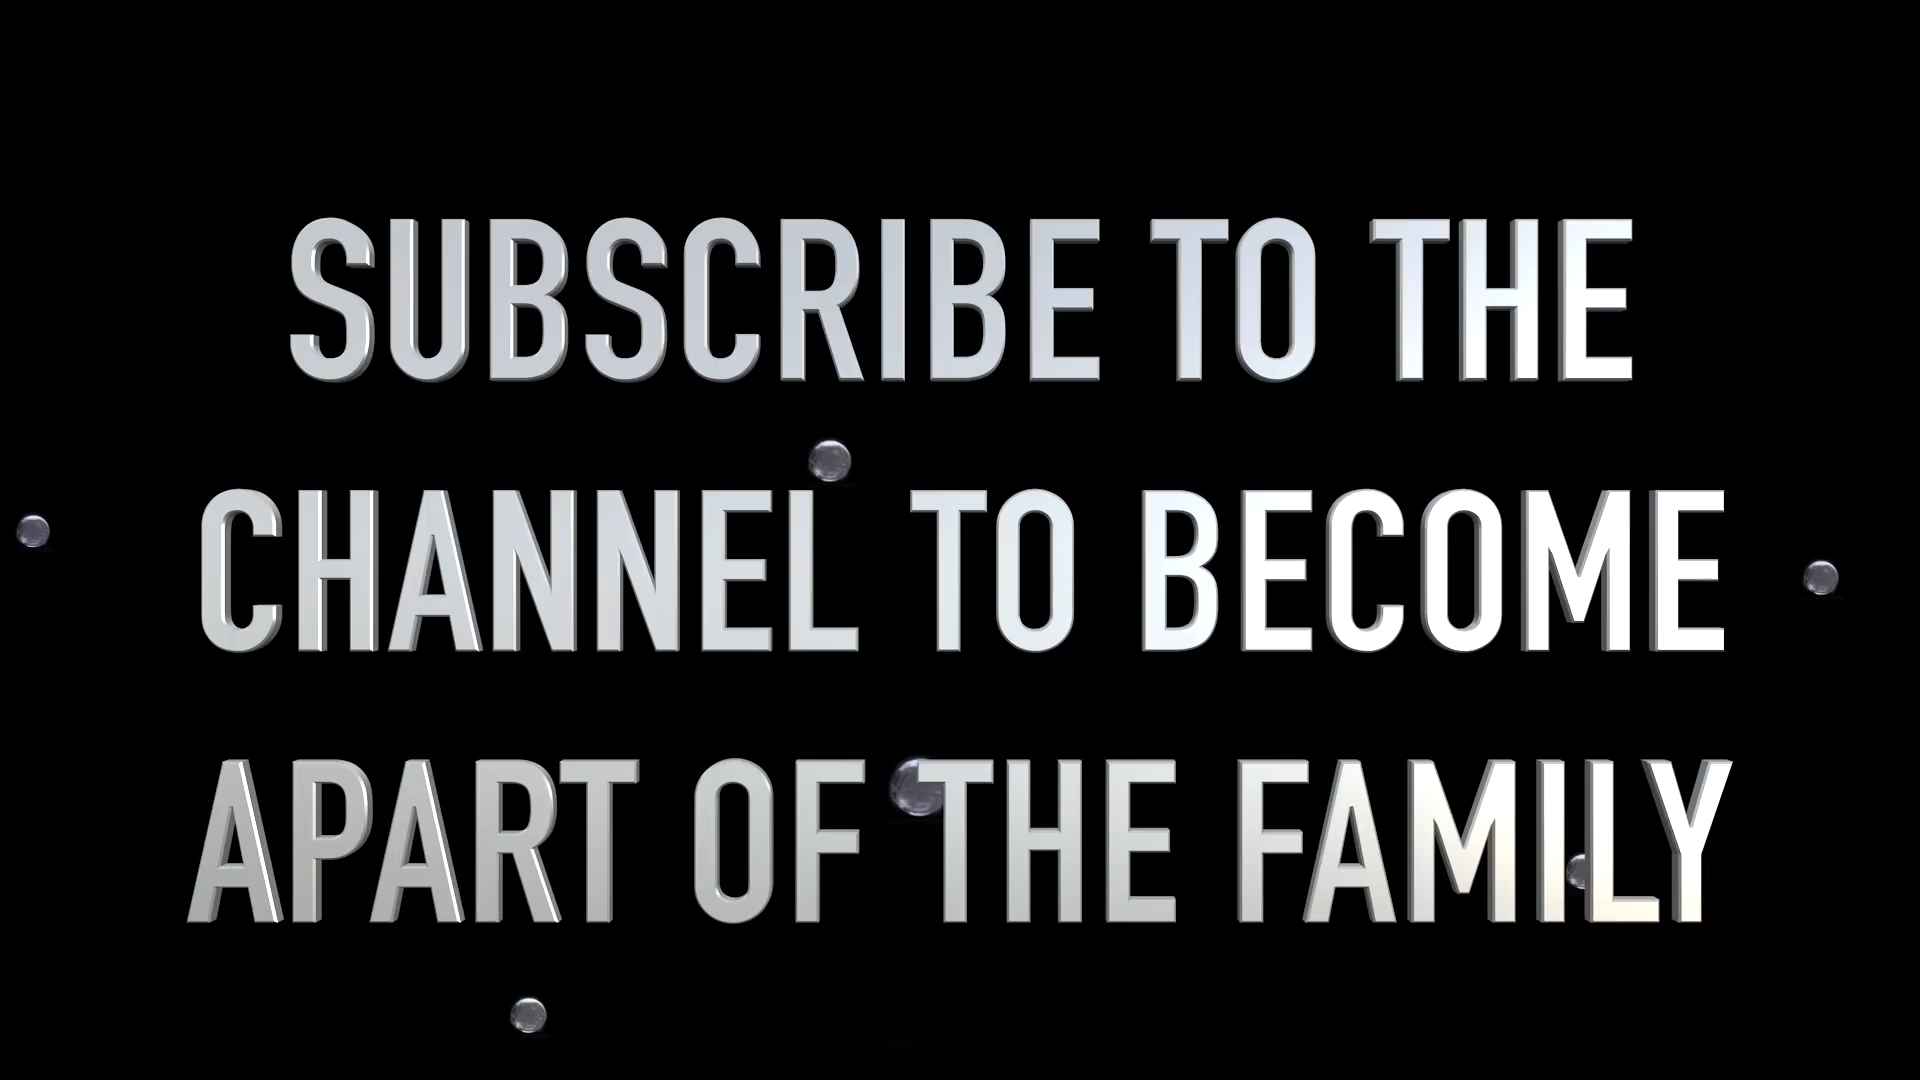 SUBSCRIBE TO THE
CHANNEL TO BECOME
APART OF THE FAMILY